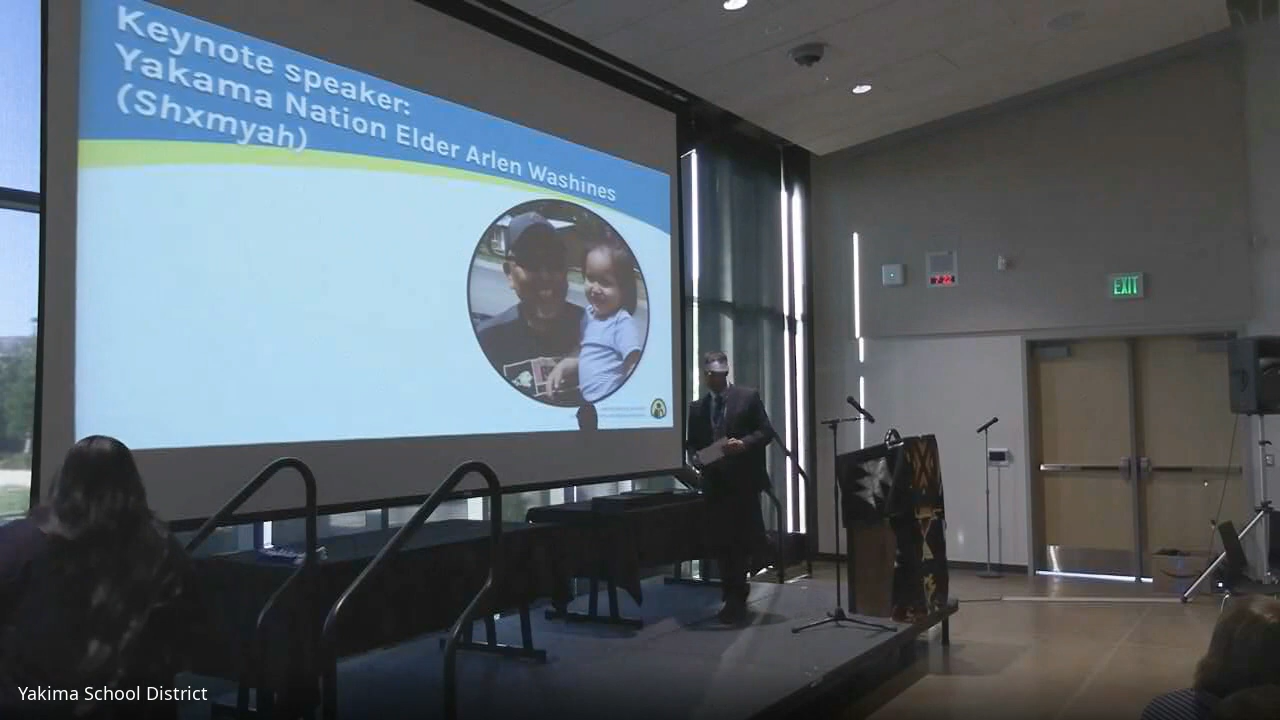 Keynote speaker:
Yakama Nation Elder Arlen Washines
(Shxmyah)
EXIT
Yakima School District